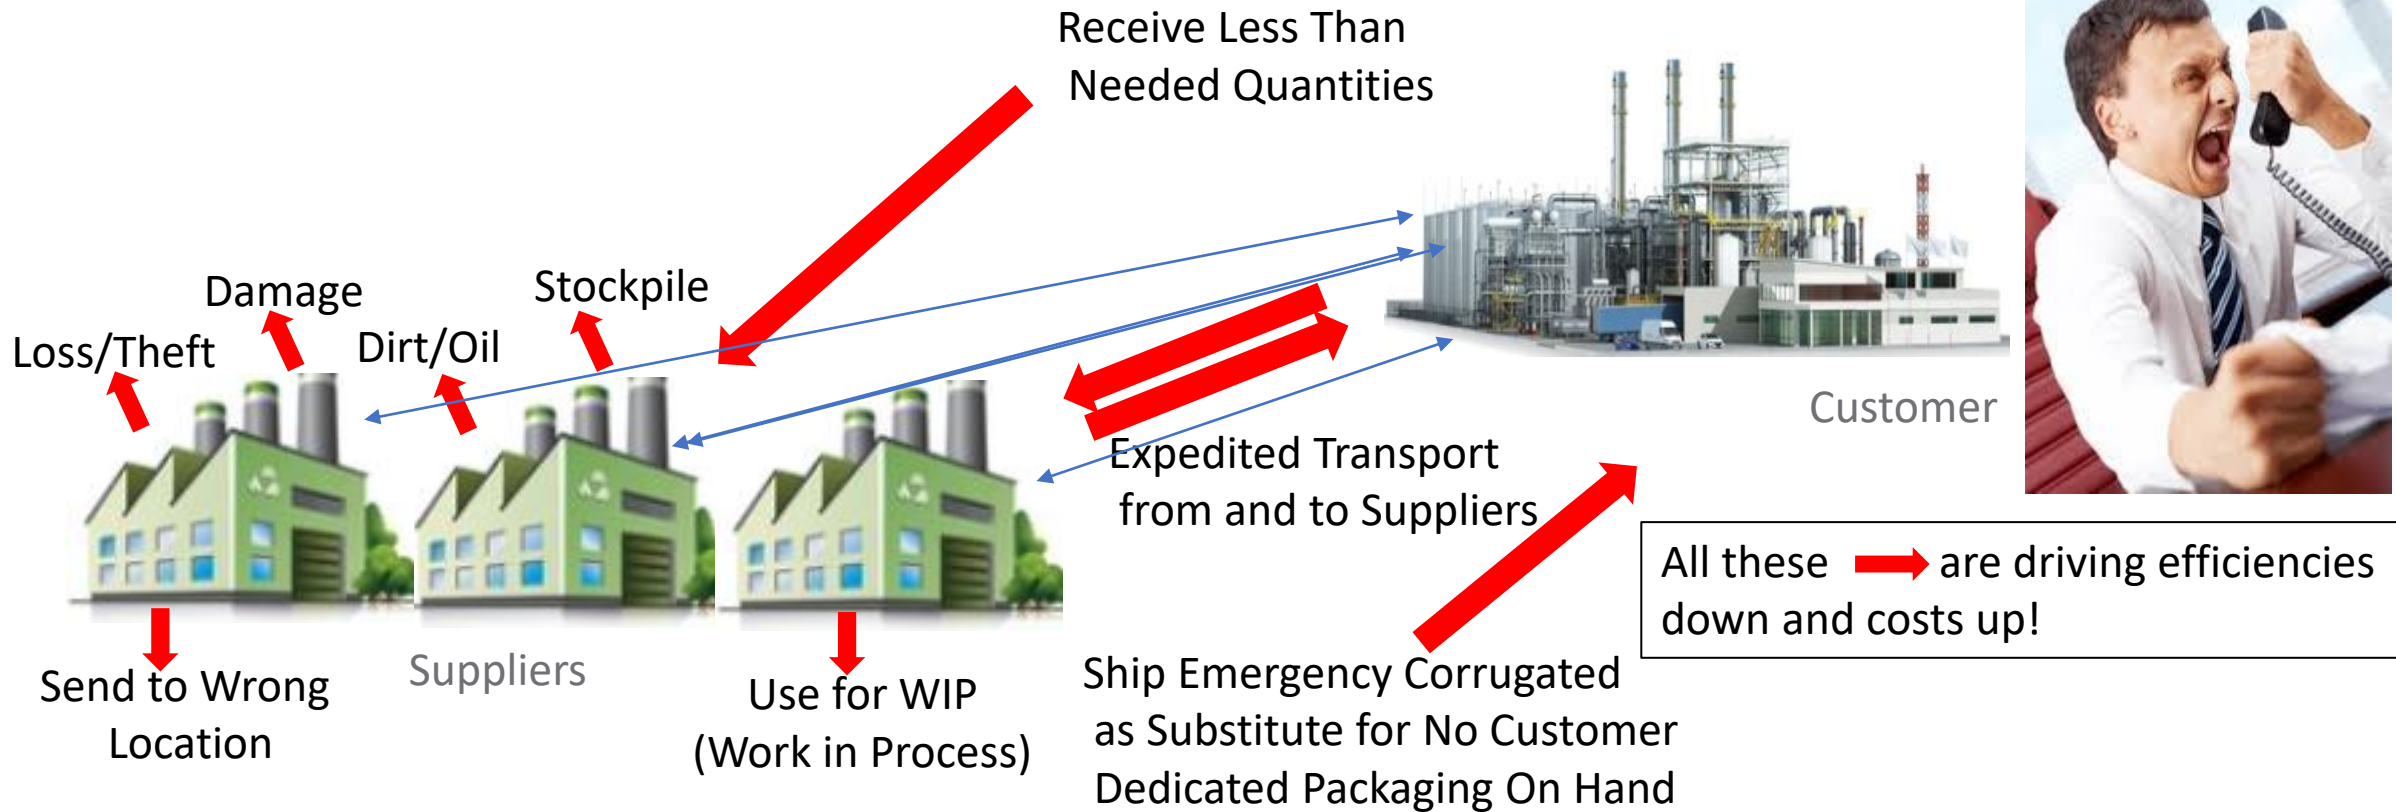 Receive Less Than
Needed Quantities
Damage
Stockpile
Loss/Theft
Dirt/Oil
Customer
Expedited Transport
from and to Suppliers
All these are driving efficiencies
down and costs up!
Suppliers
Send to Wrong
Location
Use for WIP
(Work in Process)
Ship Emergency Corrugated
as Substitute for No Customer
Dedicated Packaging On Hand